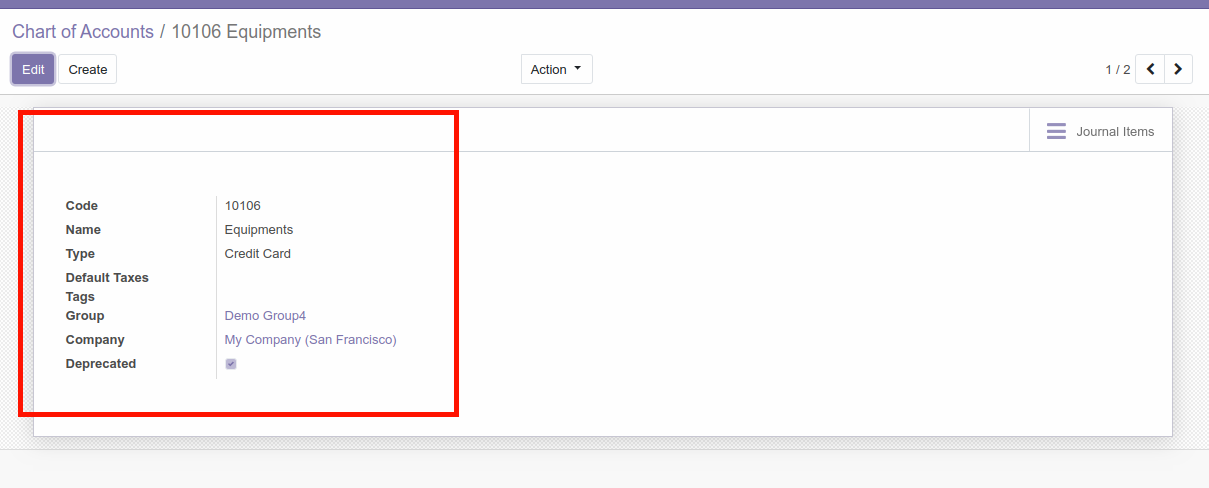 Chart of Accounts / 10106 Equipments
Edit Create Action 1 / 2
Journal Items
Code 10106
Name Equipments
Type Credit Card
Default Taxes
Tags
Group Demo Group4
Company My Company (San Francisco)
Deprecated